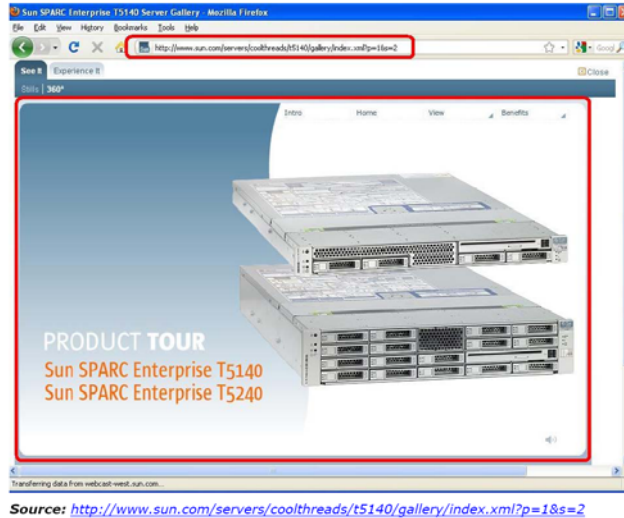 Sun SPARC Enterprise T5140 Server Gallery - Mozilla Firefox
File Edit View History Bookmarks Tools Help
http://www.sun.com/servers/coolthreads/t5140/gallery/index.xml?p=1&s=2
See It Experience It Close
Stills | 360°
Intro Home View Benefits
PRODUCT TOUR
Sun SPARC Enterprise T5140
Sun SPARC Enterprise T5240
Transferring data from webcast-west.sun.com...
Source: http://www.sun.com/servers/coolthreads/t5140/gallery/index.xml?p=1&s=2